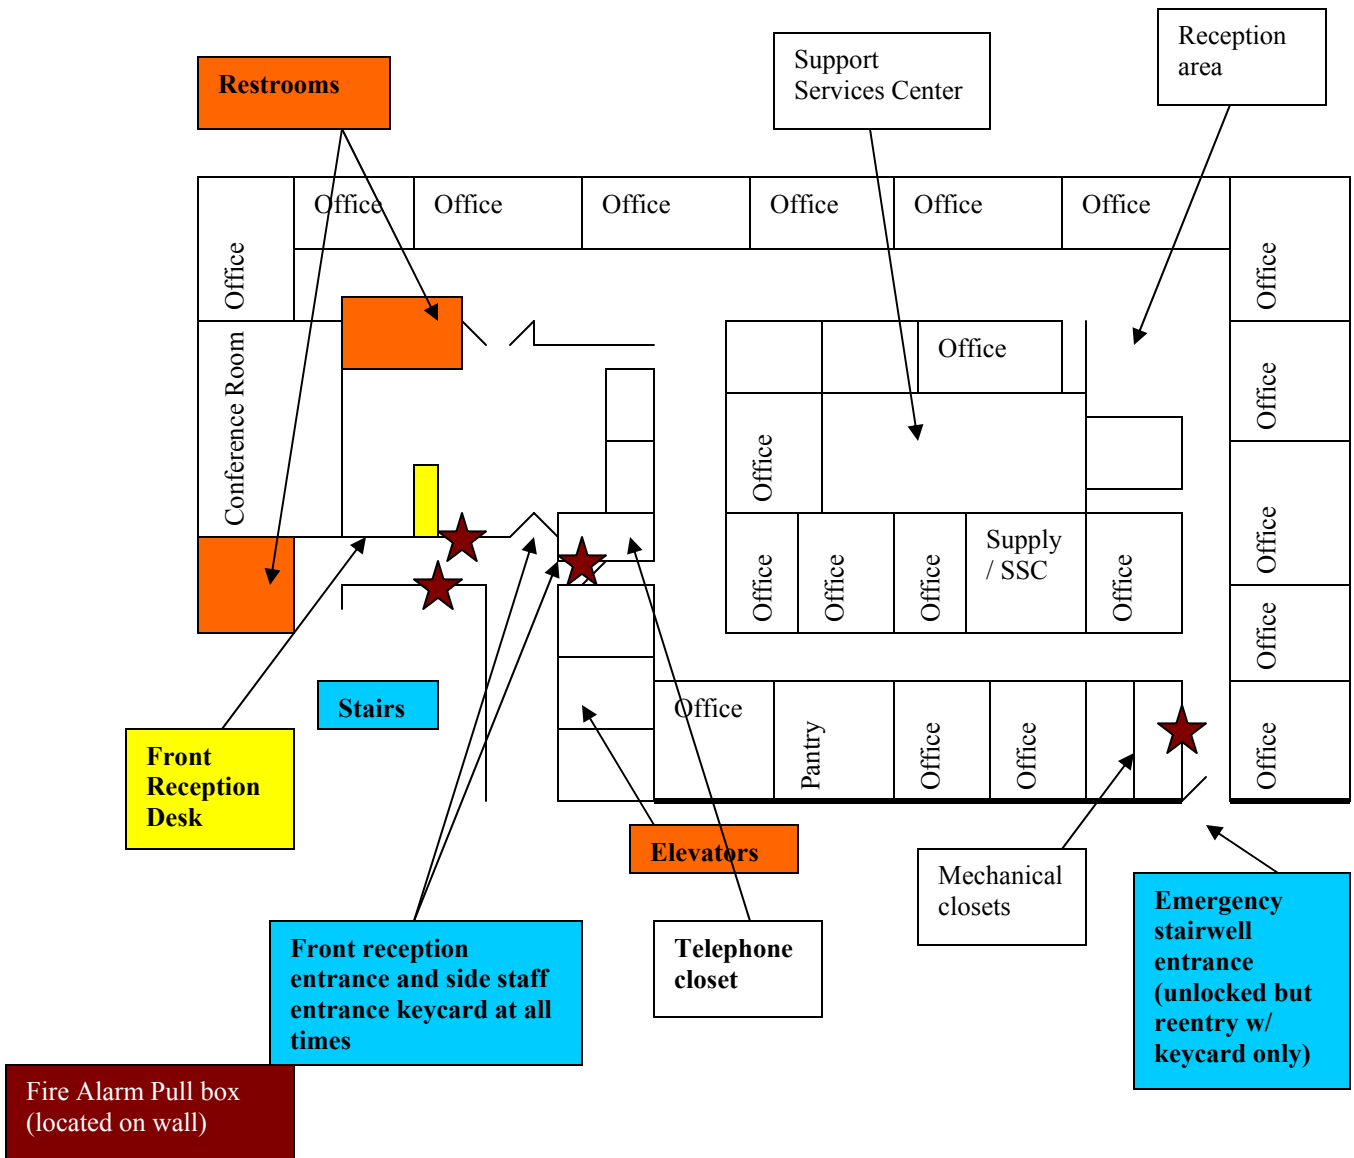 Reception
area
Support
Services Center
Restrooms
Office
Office
Office
Office
Office
Office
Office
Office
Conference Room
Office
Office
Office
Office
Office
Office
Office
Office
Supply
/ SSC
Office
Office
Office
Stairs
Office
Pantry
Office
Office
Office
Front
Reception
Desk
Elevators
Mechanical
closets
Emergency
stairwell
entrance
(unlocked but
reentry w/
keycard only)
Front reception
entrance and side staff
entrance keycard at all
times
Telephone
closet
Fire Alarm Pull box
(located on wall)